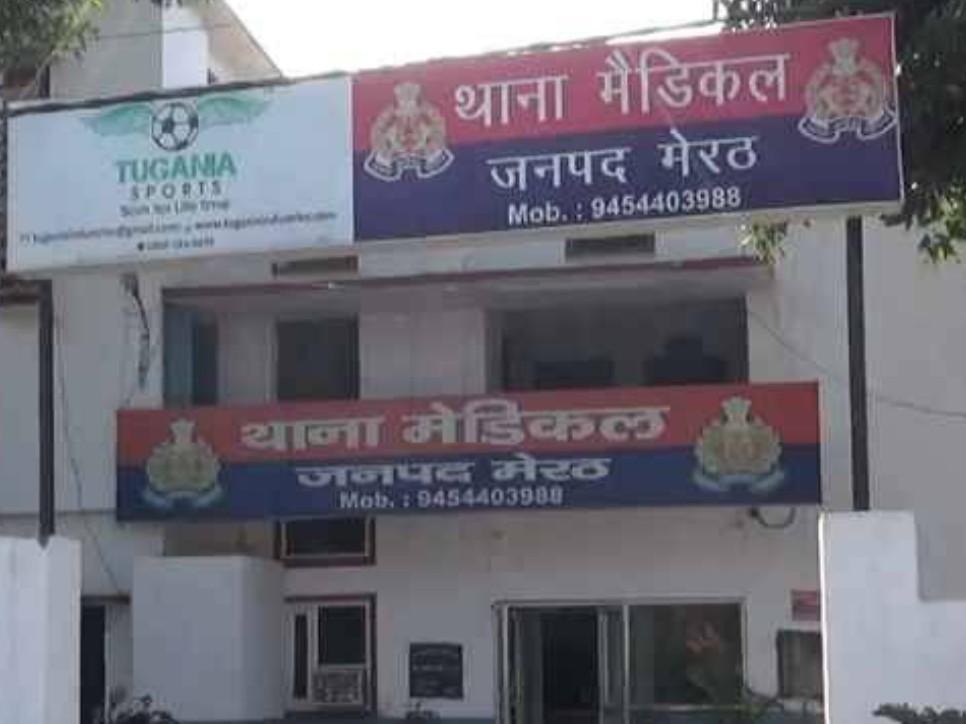 TUGANIA
SPORTS
थाना मैडिकल
जनपद मेरठ
Mob. : 9454403988
थाना मेडिकल
जनपद मेरठ
Mob. : 9454403988